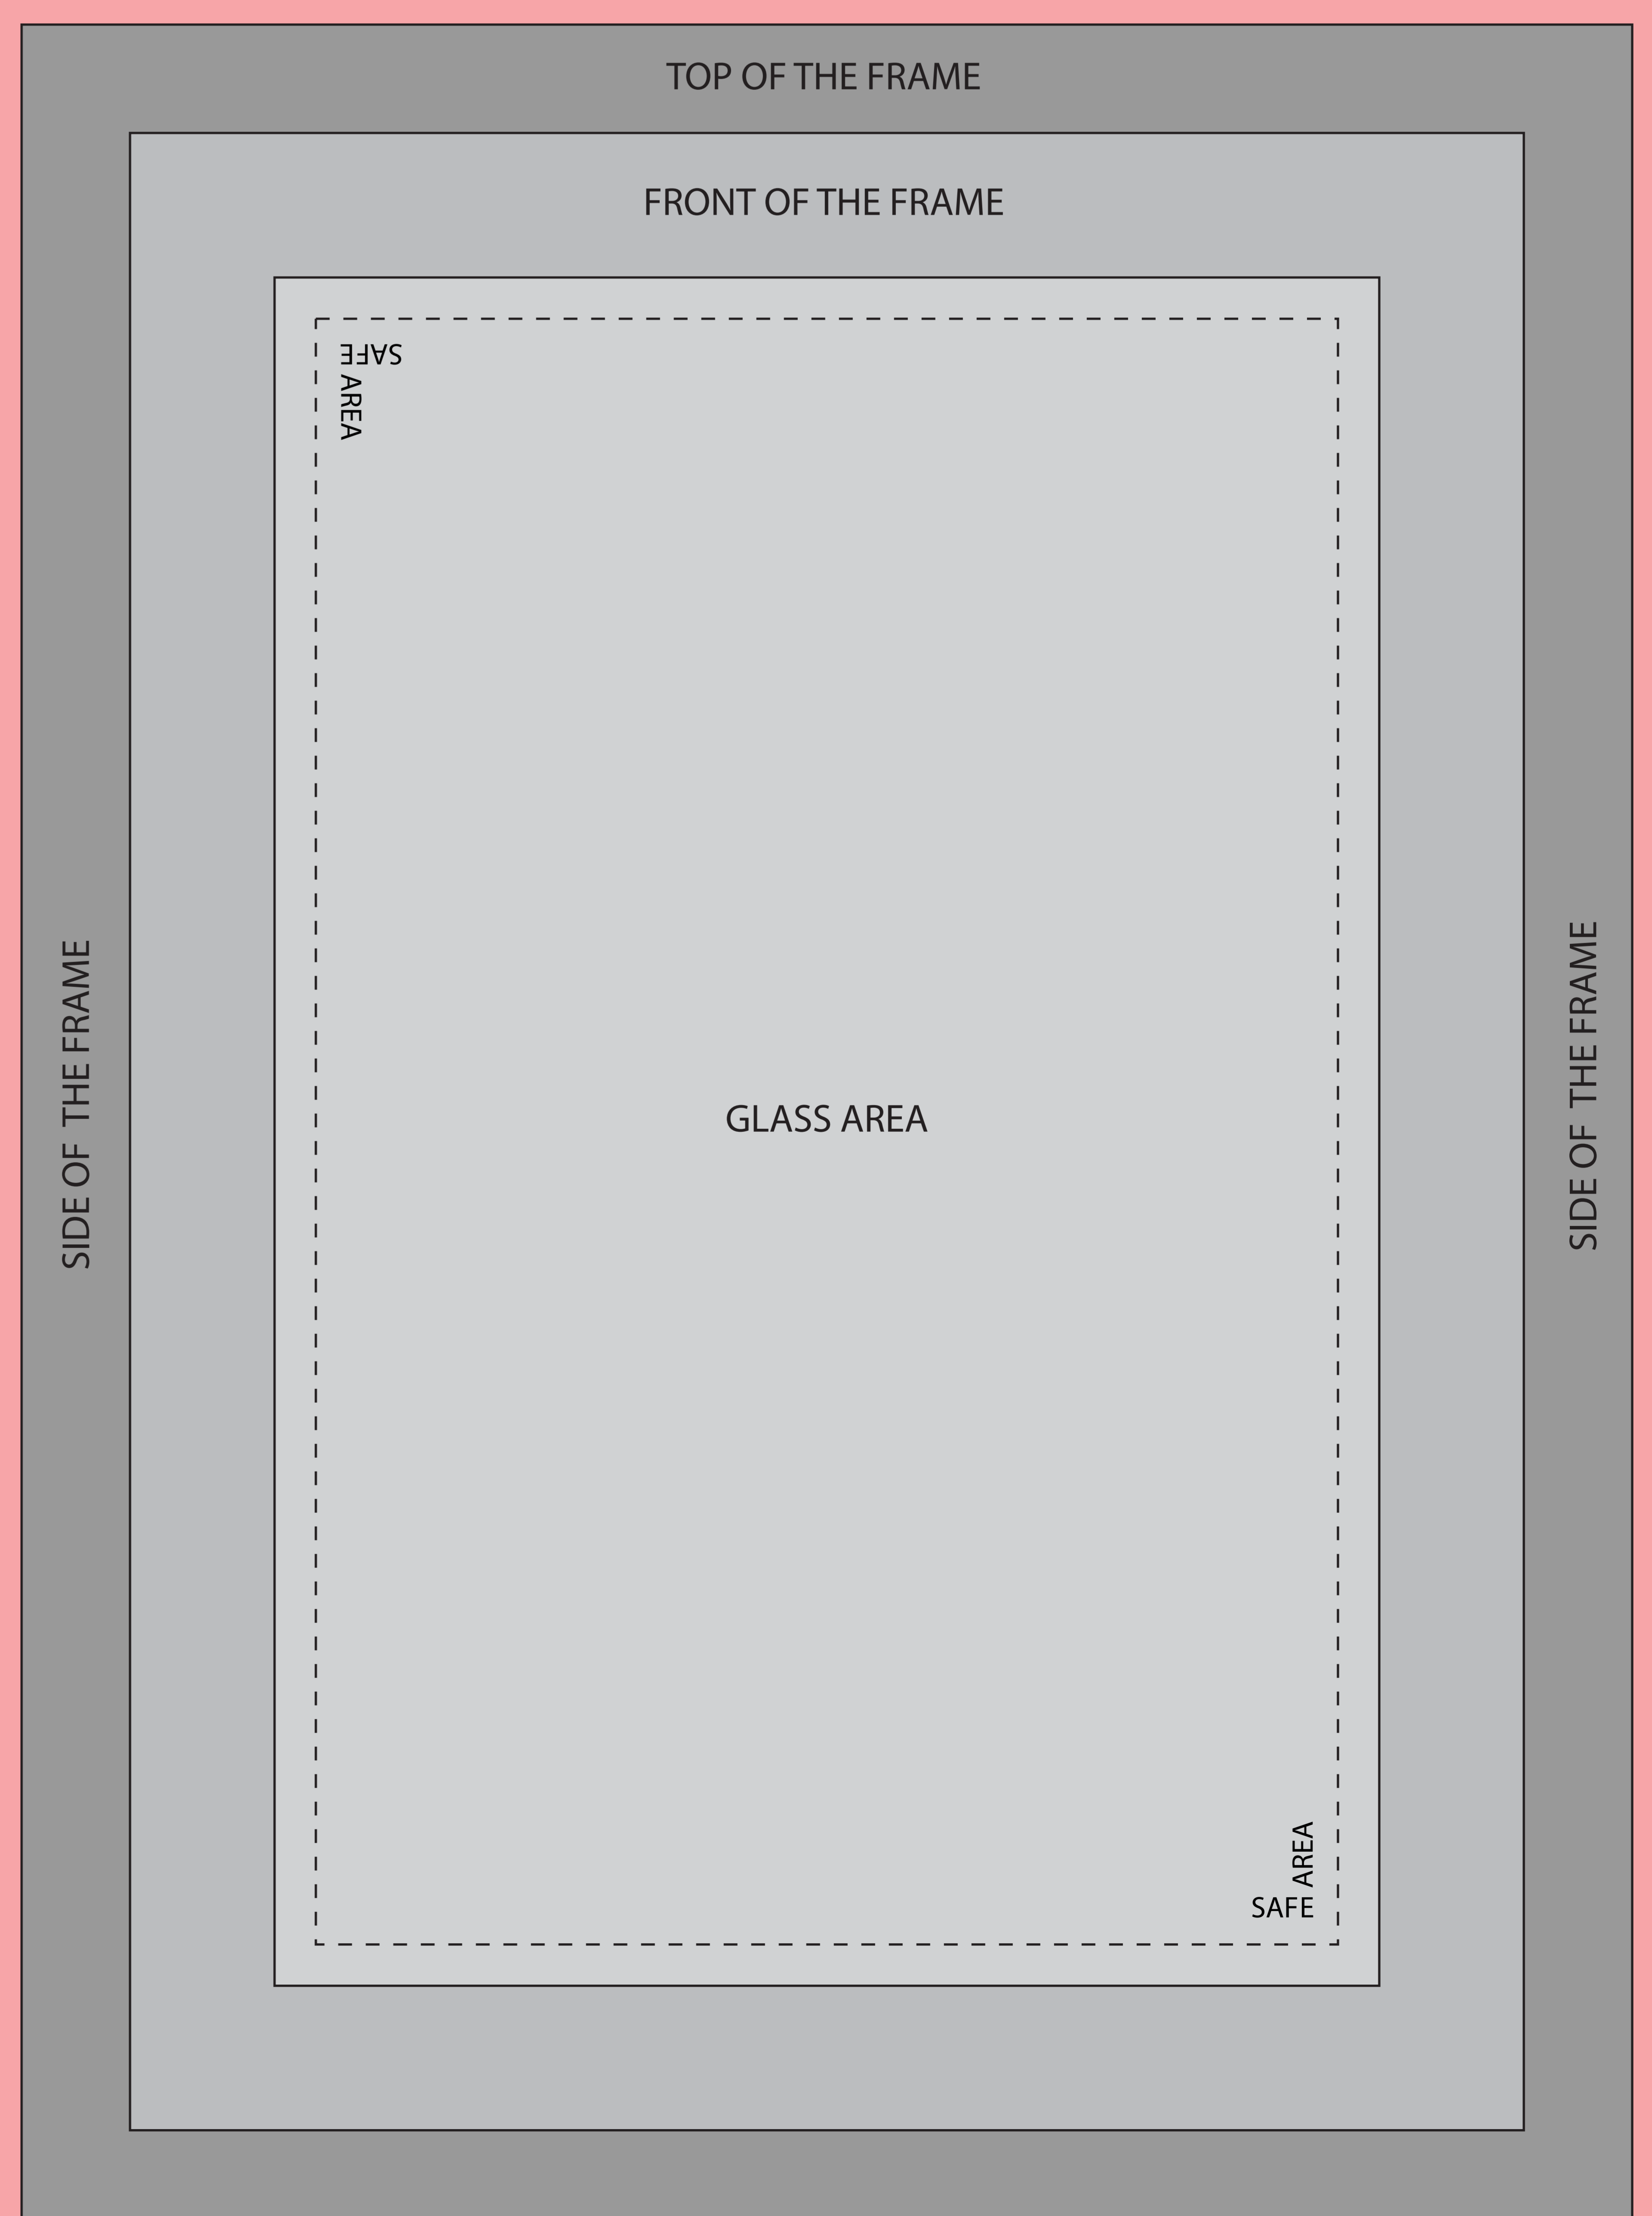 TOP OF THE FRAME
FRONT OF THE FRAME
SAFE
AREA
SIDE OF THE FRAME
SIDE OF THE FRAME
GLASS AREA
AREA
SAFE